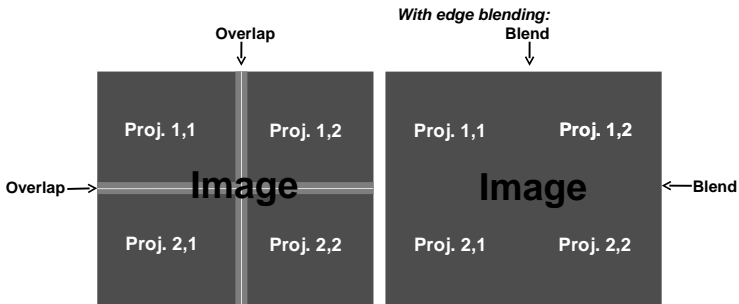 With edge blending:
Overlap
Blend
Proj. 1,1
Proj. 1,2
Proj. 1,1
Proj. 1,2
Overlap
Image
Image
Blend
Proj. 2,1
Proj. 2,2
Proj. 2,1
Proj. 2,2